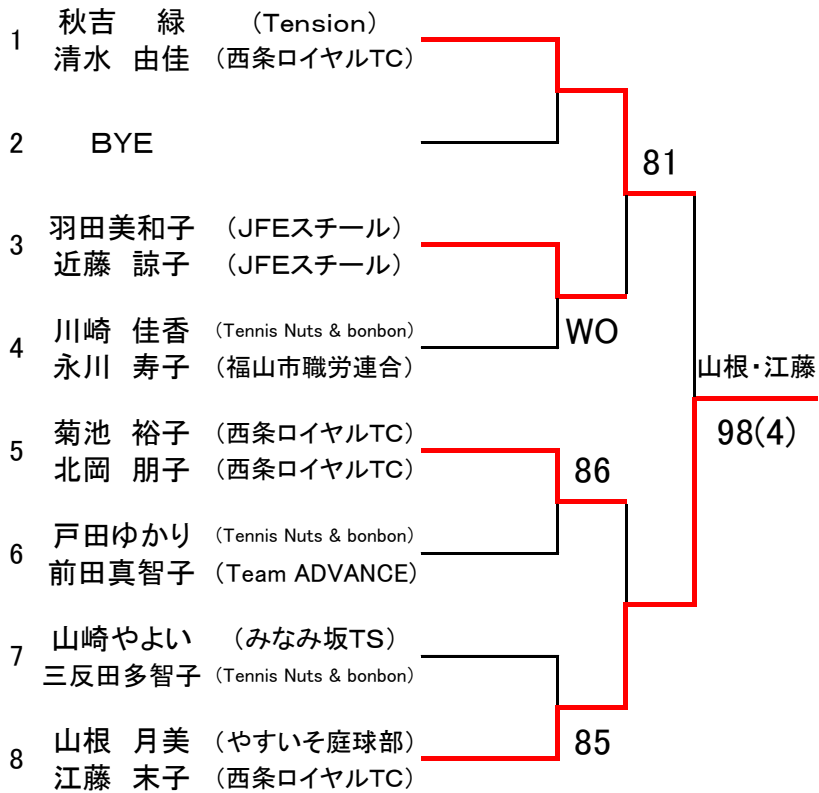 1 秋吉 緑 (Tension)
清水 由佳 (西条ロイヤルTC)
2 BYE
81
3 羽田美和子 (JFEスチール)
近藤 諒子 (JFEスチール)
4 川崎 佳香 (Tennis Nuts & bonbon)
永川 寿子 (福山市職労連合)
WO
山根・江藤
98(4)
5 菊池 裕子 (西条ロイヤルTC)
北岡 朋子 (西条ロイヤルTC)
86
6 戸田ゆかり (Tennis Nuts & bonbon)
前田真智子 (Team ADVANCE)
7 山崎やよい (みなみ坂TS)
三反田多智子 (Tennis Nuts & bonbon)
8 山根 月美 (やすいそ庭球部)
江藤 末子 (西条ロイヤルTC)
85